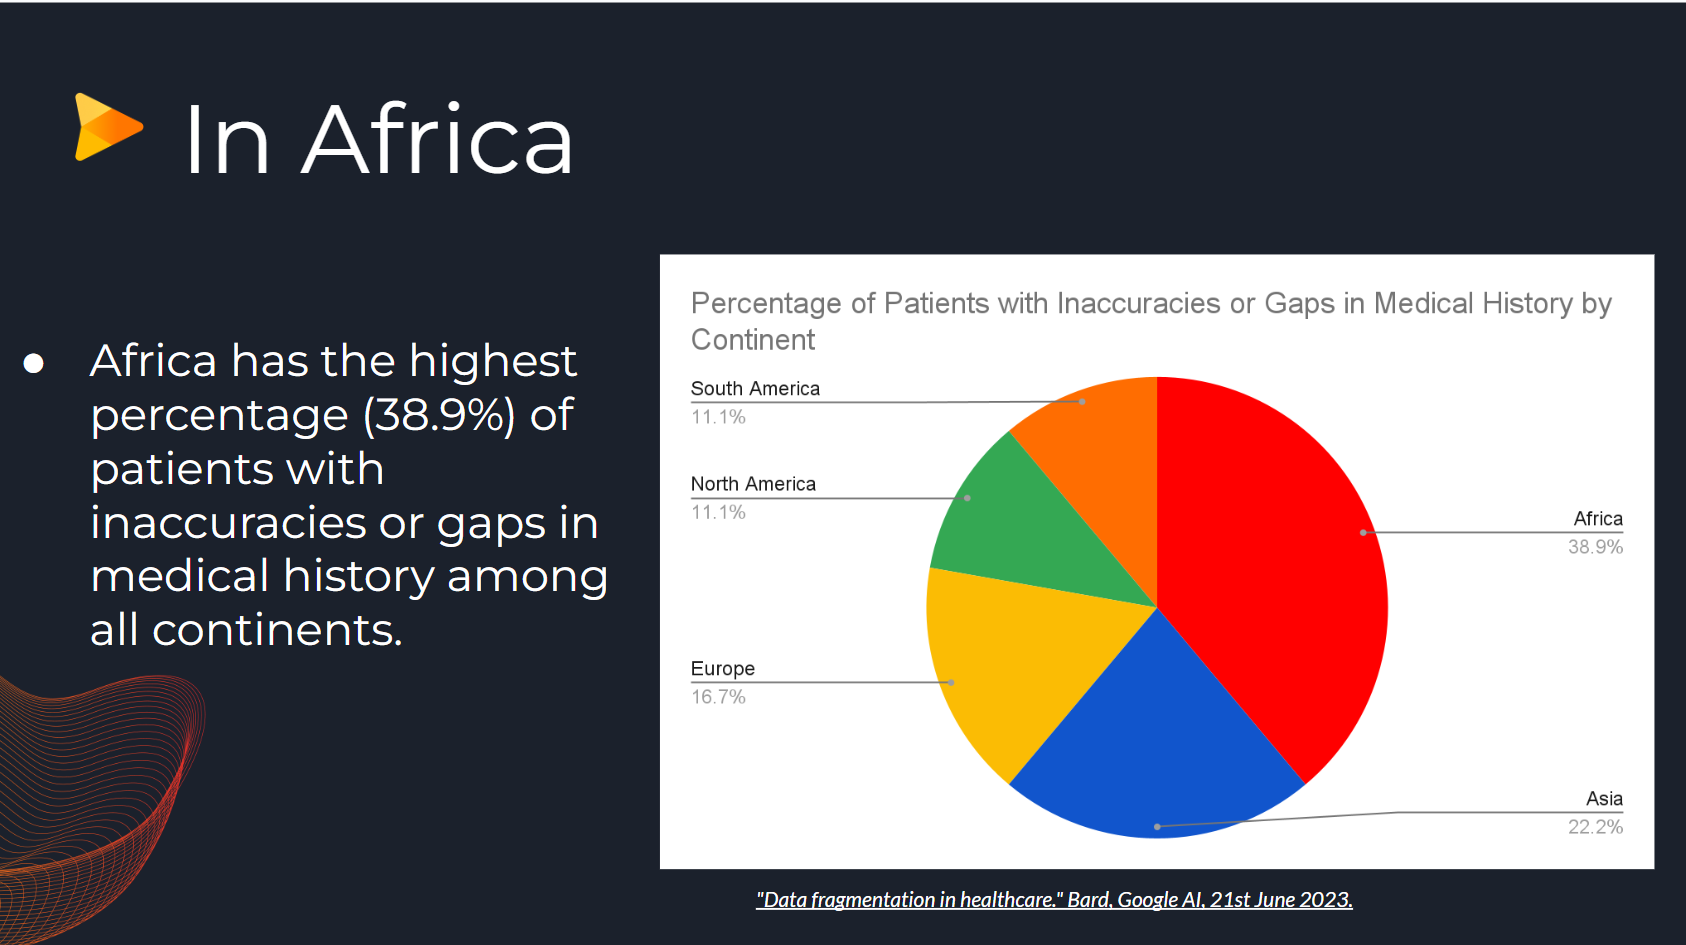 In Africa
● Africa has the highest
percentage (38.9%) of
patients with
inaccuracies or gaps in
medical history among
all continents.
Percentage of Patients with Inaccuracies or Gaps in Medical History by
Continent
South America
11.1%
North America
11.1%
Europe
16.7%
Africa
38.9%
Asia
22.2%
"Data fragmentation in healthcare." Bard, Google AI, 21st June 2023.